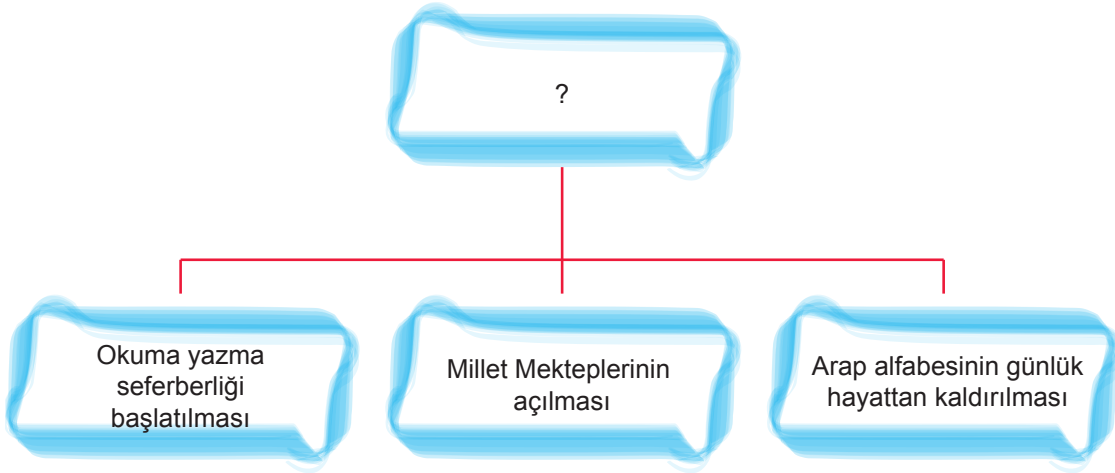 ?
Okuma yazma
seferberliği
başlatılması
Millet Mekteplerinin
açılması
Arap alfabesinin günlük
hayattan kaldırılması